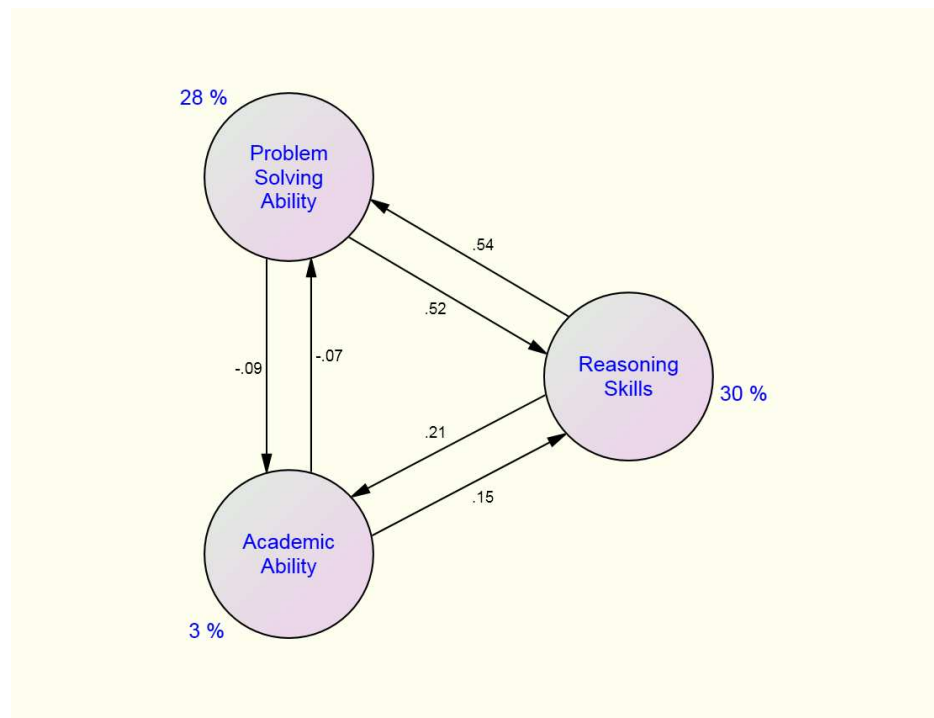 28 %
Problem
Solving
Ability
.54
.52
-.09
-.07
Reasoning
Skills
30 %
.21
.15
Academic
Ability
3 %